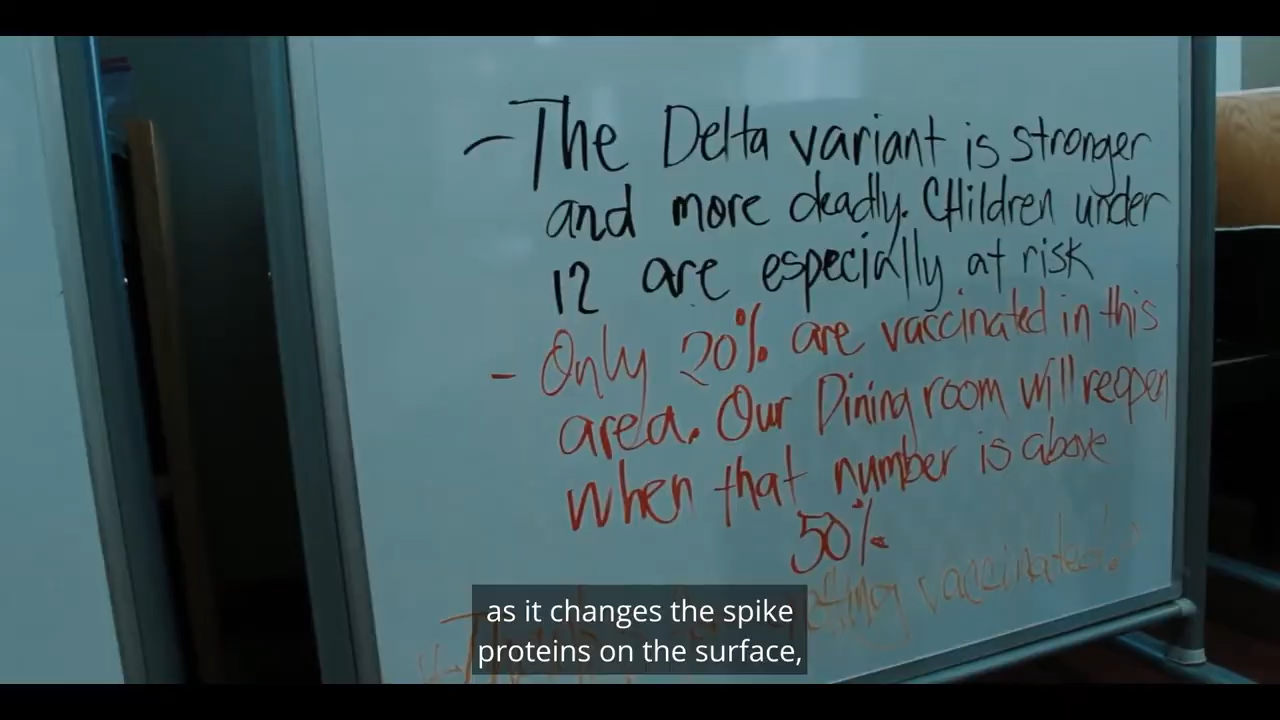 - The Delta variant is stronger
and more deadly. CHildren under
12 are especially at risk
- Only 20% are vaccinated in this
area. Our Dining room will reopen
when that number is above
50%
getting vaccinated!
as it changes the spike
proteins on the surface,